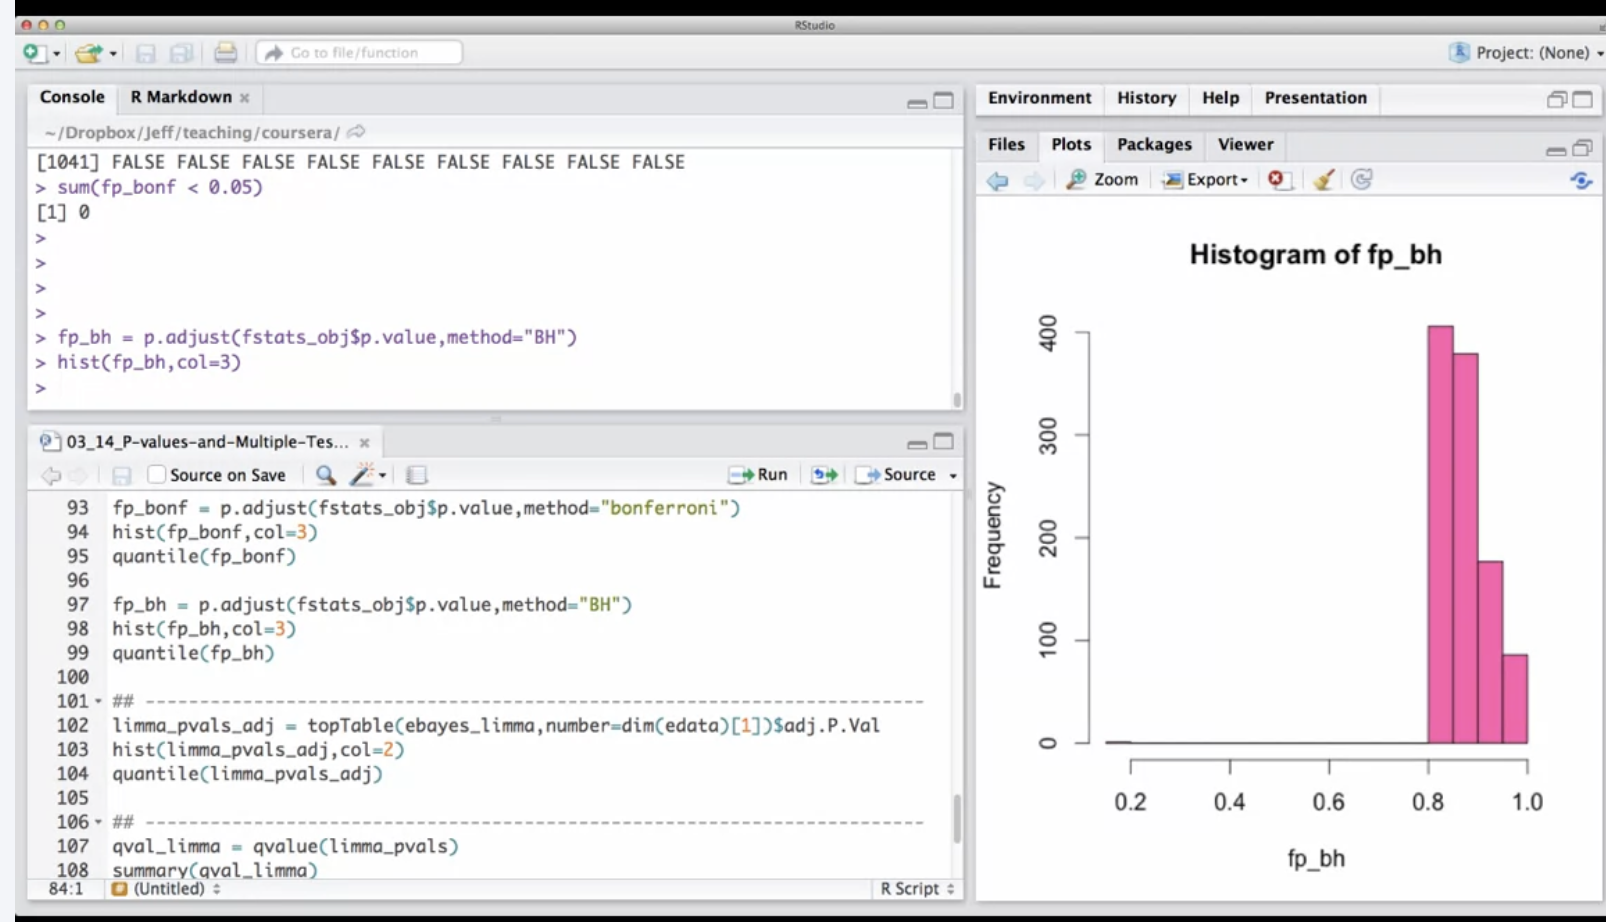 RStudio
Go to file/function
Project: (None)
Console R Markdown
~/Dropbox/Jeff/teaching/coursera/
[1041] FALSE FALSE FALSE FALSE FALSE FALSE FALSE FALSE FALSE
> sum(fp_bonf < 0.05)
[1] 0
>
>
>
>
> fp_bh = p.adjust(fstats_obj$p.value,method="BH")
> hist(fp_bh,col=3)
>
03_14_P-values-and-Multiple-Tes...
Source on Save Run Source
93 fp_bonf = p.adjust(fstats_obj$p.value,method="bonferroni")
94 hist(fp_bonf,col=3)
95 quantile(fp_bonf)
96
97 fp_bh = p.adjust(fstats_obj$p.value,method="BH")
98 hist(fp_bh,col=3)
99 quantile(fp_bh)
100
101 ## ------------------------------------------------------------------------
102 limma_pvals_adj = topTable(ebayes_limma,number=dim(edata)[1])$adj.P.Val
103 hist(limma_pvals_adj,col=2)
104 quantile(limma_pvals_adj)
105
106 ## ------------------------------------------------------------------------
107 qval_limma = qvalue(limma_pvals)
108 summary(qval_limma)
84:1 (Untitled) R Script
Environment History Help Presentation
Files Plots Packages Viewer
Zoom Export
Histogram of fp_bh
Frequency
400
300
200
100
0
0.2 0.4 0.6 0.8 1.0
fp_bh